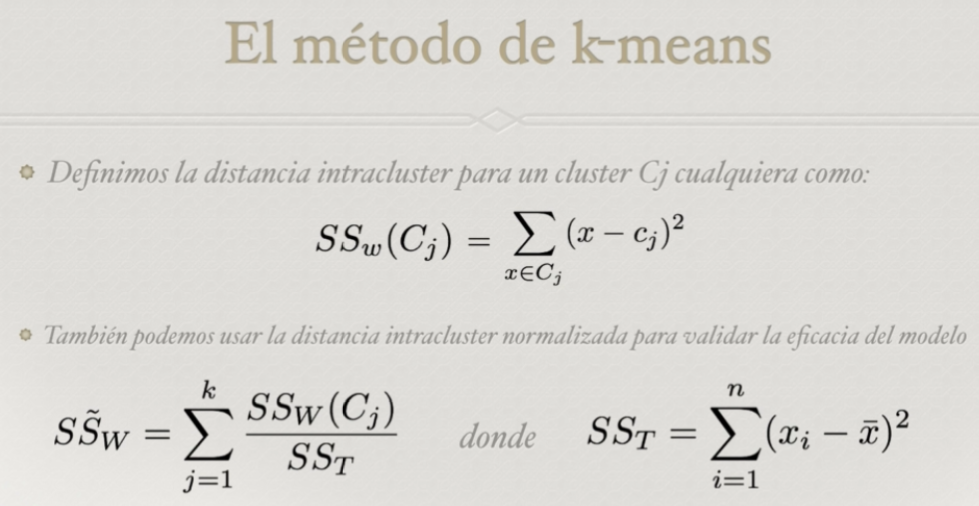 El método de k-means
Definimos la distancia intracluster para un cluster Cj cualquiera como:
$SS_w(C_j) = \sum_{x \in C_j} (x - c_j)^2$
También podemos usar la distancia intracluster normalizada para validar la eficacia del modelo
$S\tilde{S}_W = \sum_{j=1}^{k} \frac{SS_W(C_j)}{SS_T}$ donde $SS_T = \sum_{i=1}^{n} (x_i - \bar{x})^2$